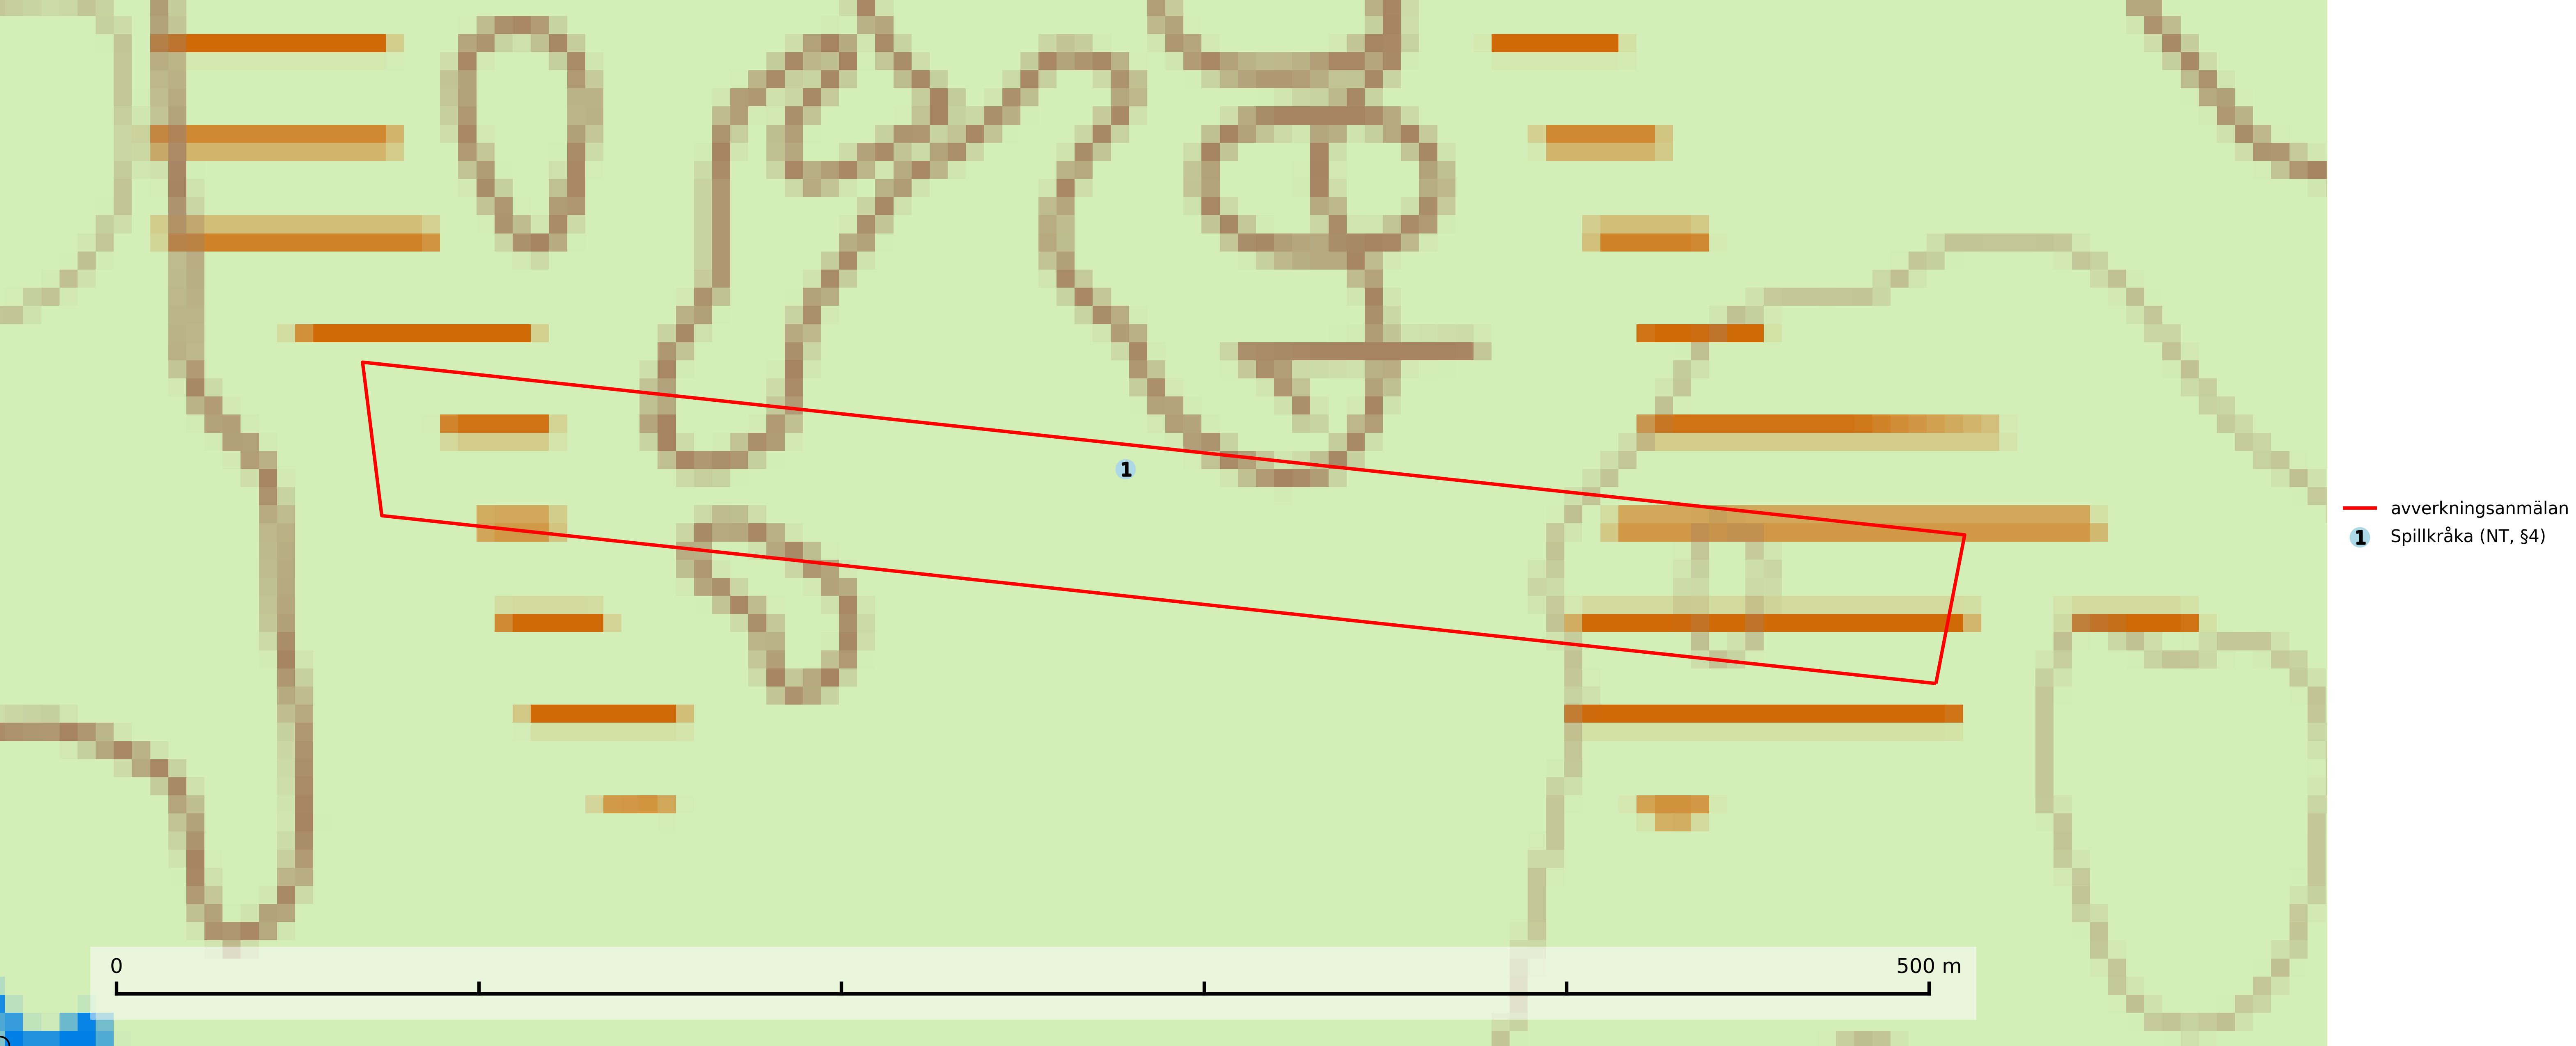 1
avverkningsanmälan
1 Spillkråka (NT, §4)
0 500 m